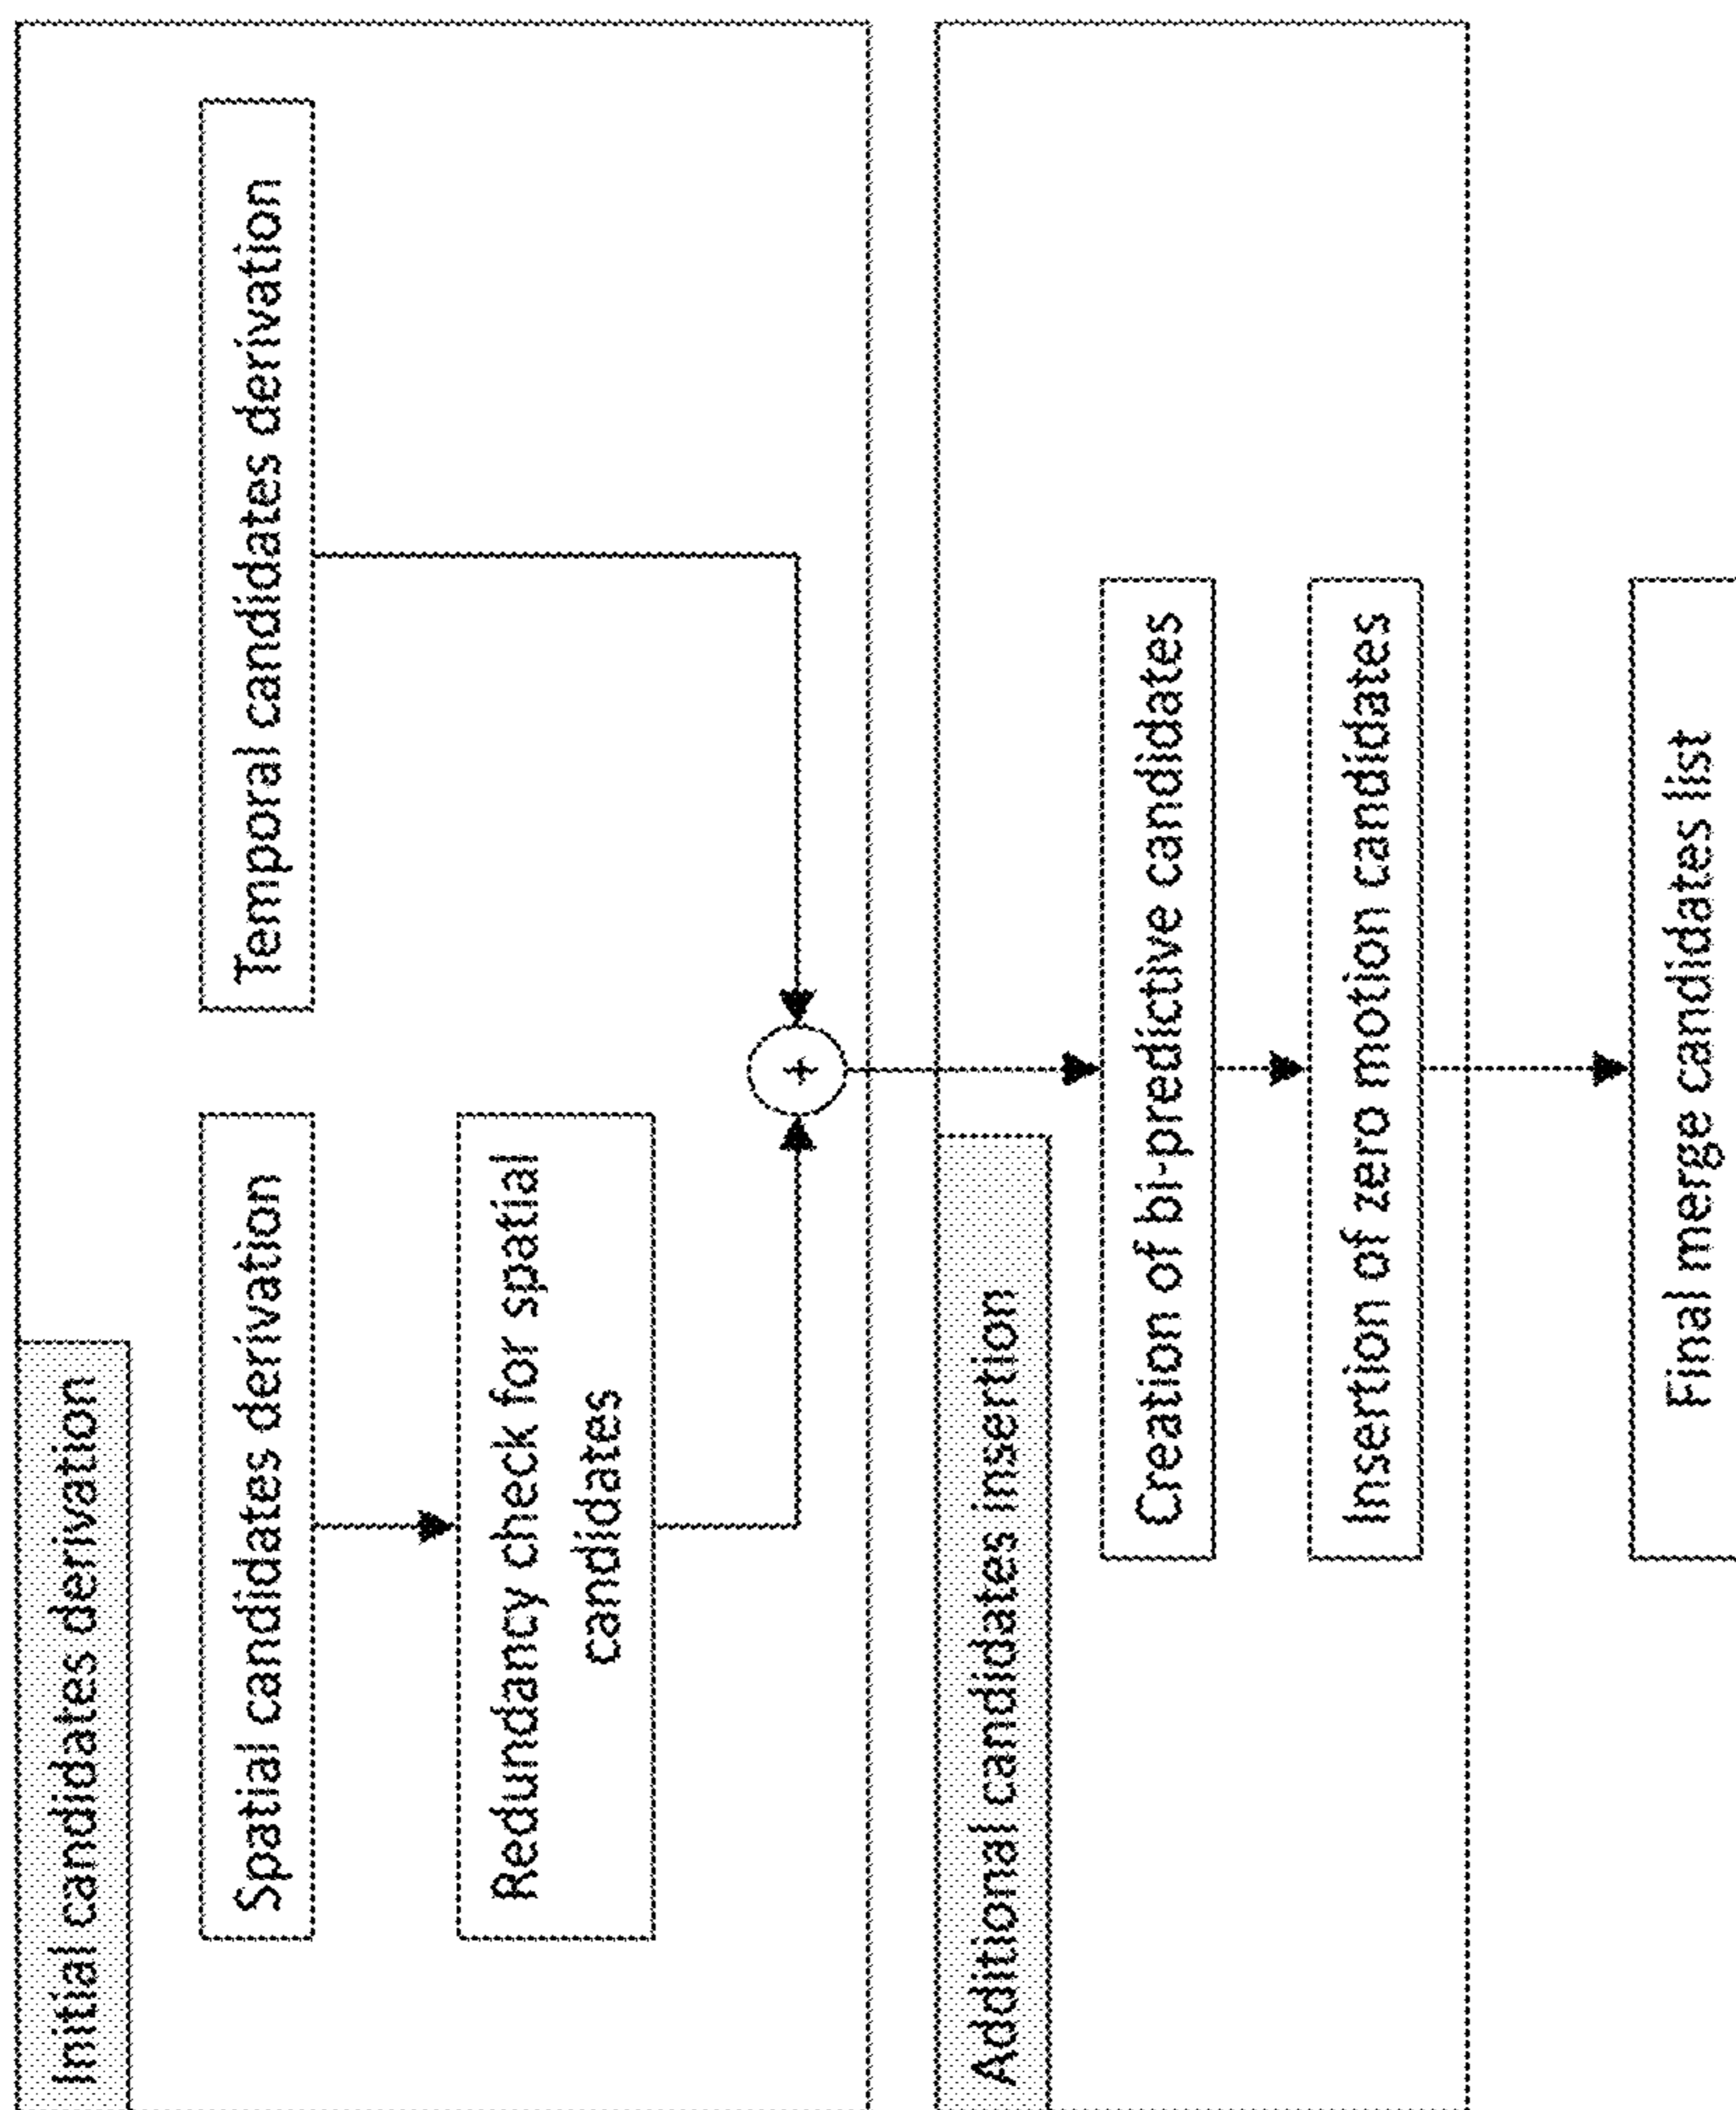 Initial candidates derivation
Spatial candidates derivation
Temporal candidates derivation
Redundancy check for spatial
candidates
+
Additional candidates insertion
Creation of bi-predictive candidates
Insertion of zero motion candidates
Final merge candidates list